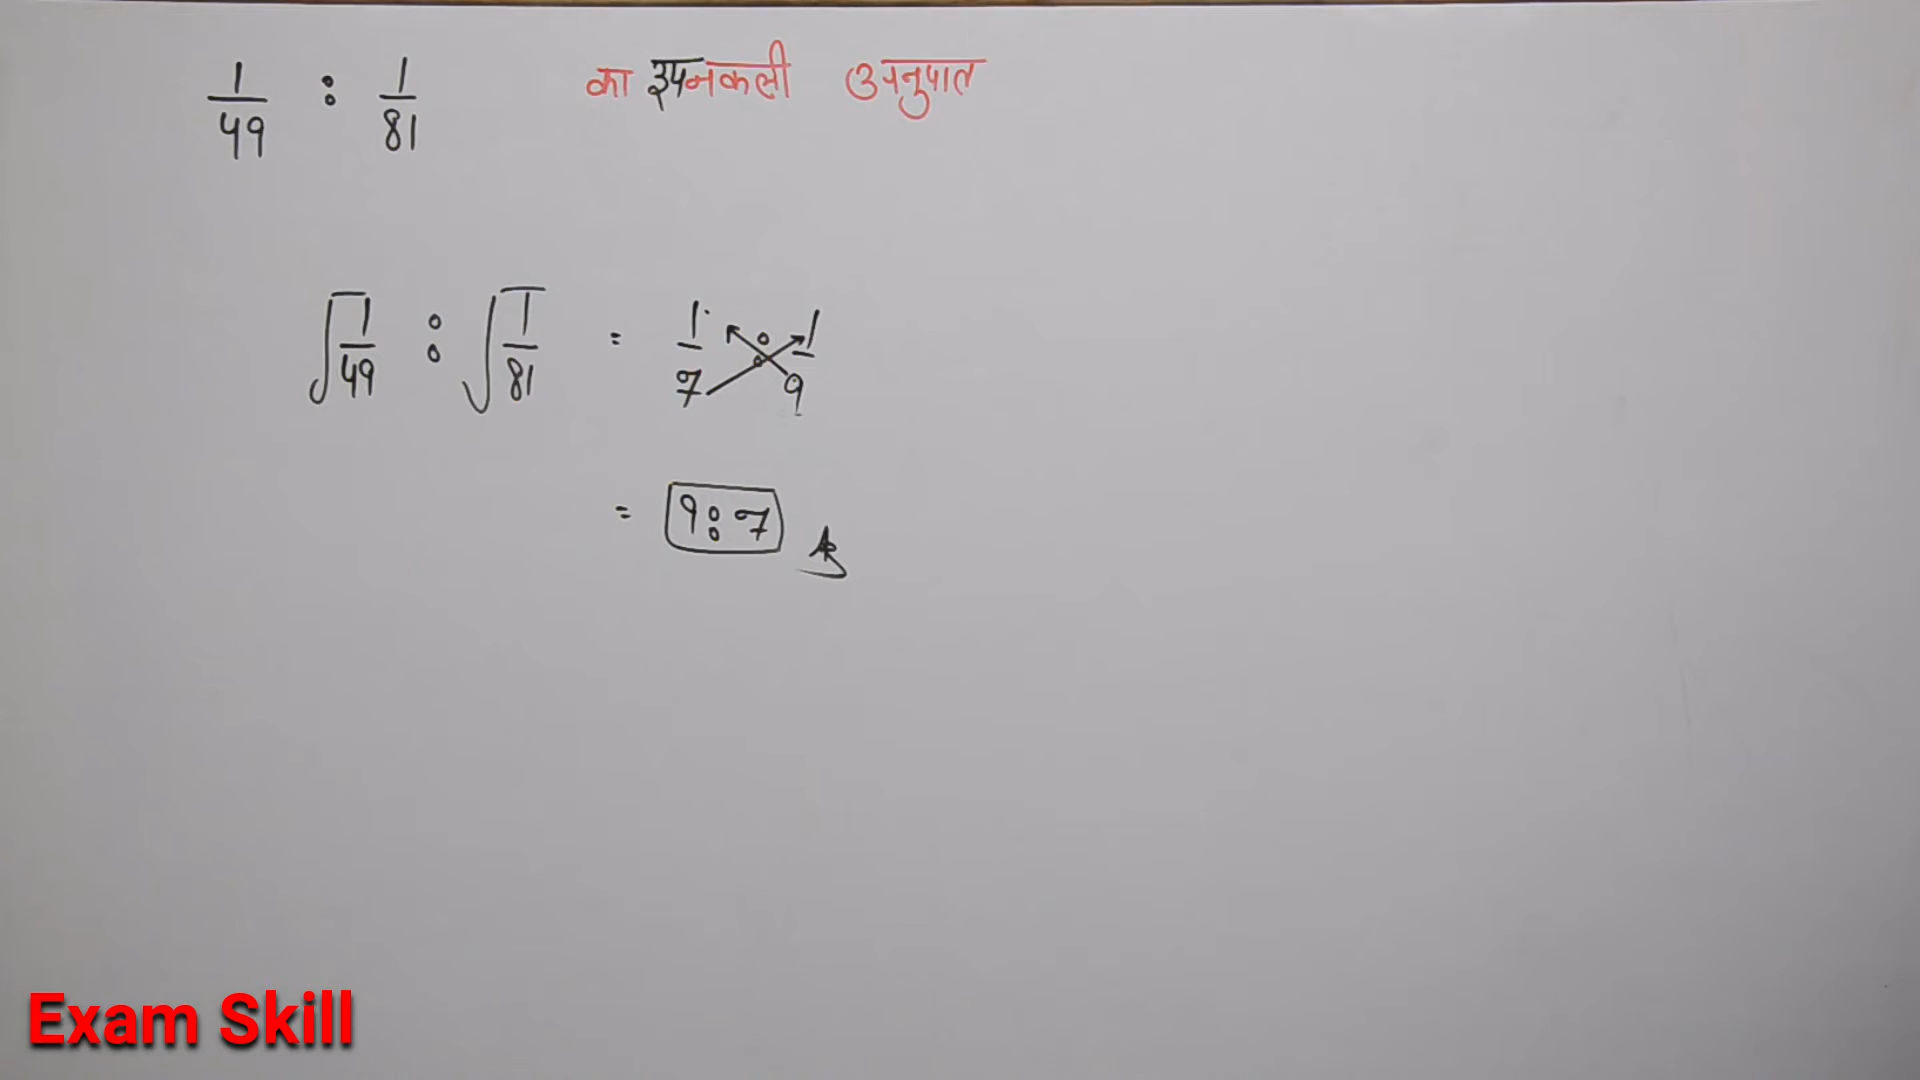 1/49 : 1/81 का उपनकली अनुपात
√1/49 : √1/81 = 1/7 : 1/9
= 9:7
Exam Skill